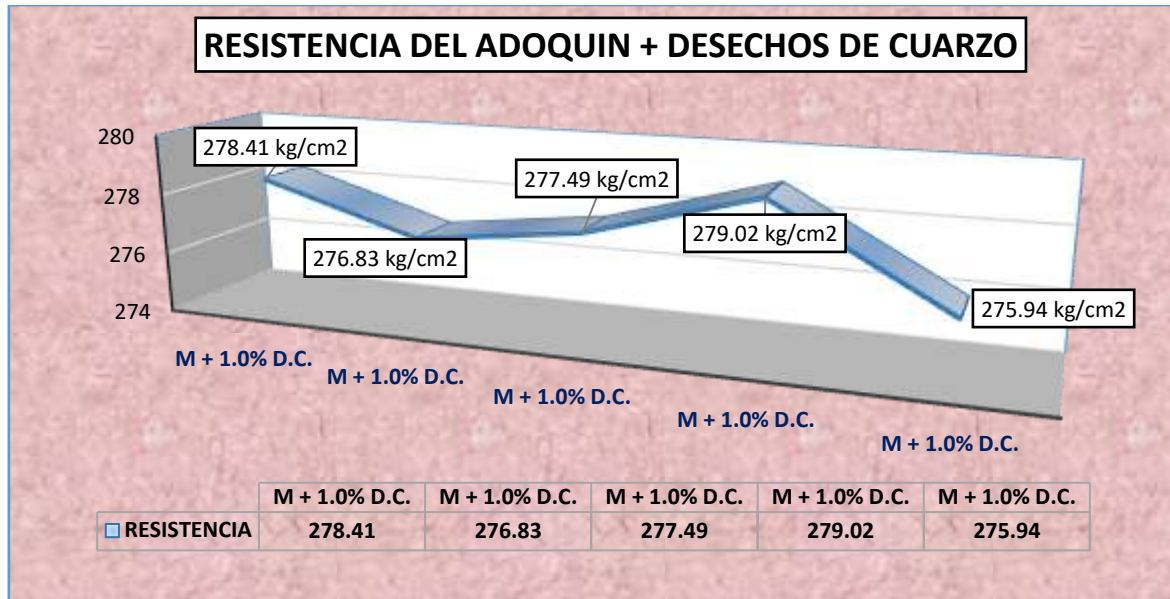 RESISTENCIA DEL ADOQUIN + DESECHOS DE CUARZO
280
278
276
274
278.41 kg/cm2
276.83 kg/cm2
277.49 kg/cm2
279.02 kg/cm2
275.94 kg/cm2
M + 1.0% D.C.
M + 1.0% D.C.
M + 1.0% D.C.
M + 1.0% D.C.
M + 1.0% D.C.
M + 1.0% D.C. M + 1.0% D.C. M + 1.0% D.C. M + 1.0% D.C. M + 1.0% D.C.
RESISTENCIA 278.41 276.83 277.49 279.02 275.94